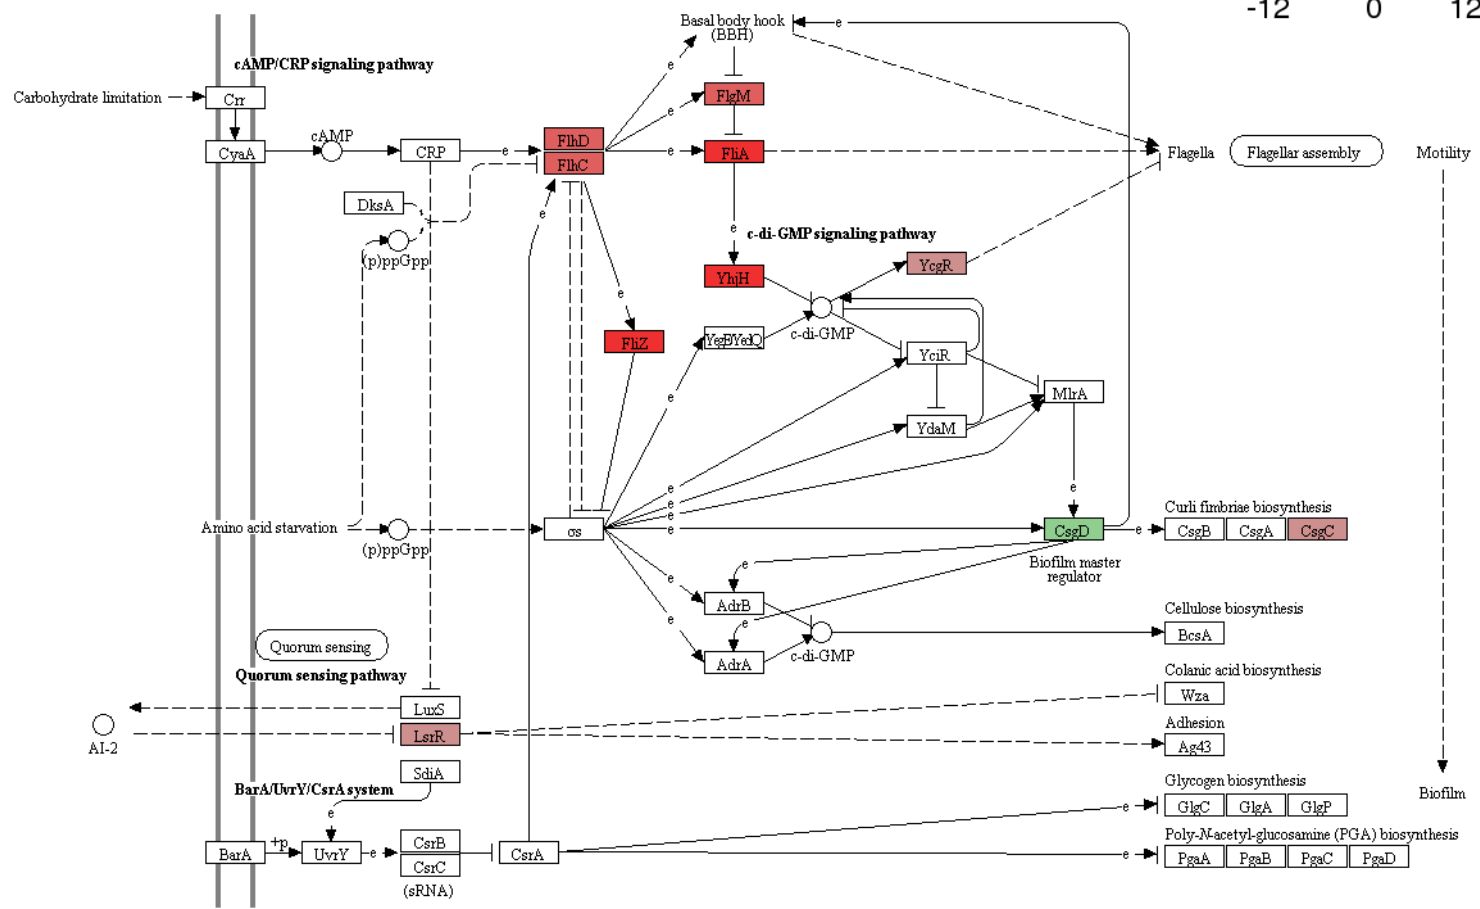 -12 0 12
Basal body hook
(BBH)
e
cAMP/CRP signaling pathway
Carbohydrate limitation
Crr
e
FlgM
e
cAMP
FlhD
CyaA
CRP
e
FlhC
e
FliA
Flagella
Flagellar assembly
Motility
DksA
e
e
c-di-GMP signaling pathway
(p)ppGpp
YhjH
YcgR
e
c-di-GMP
FliZ
YegE/YedQ
YciR
MlrA
e
YdaM
e
e
e
e
Curli fimbriae biosynthesis
Amino acid starvation
σs
e
CsgD
e
CsgB CsgA CsgC
(p)ppGpp
Biofilm master
regulator
e
e
AdrB
Cellulose biosynthesis
e
e
BcsA
Quorum sensing
c-di-GMP
AdrA
Quorum sensing pathway
Colanic acid biosynthesis
Wza
LuxS
Adhesion
LsrR
AI-2
Ag43
SdiA
Glycogen biosynthesis
BarA/UvrY/CsrA system
Biofilm
e
e
GlgC GlgA GlgP
Poly-N-acetyl-glucosamine (PGA) biosynthesis
+p
CsrB
BarA
UvrY
e
CsrA
e
PgaA PgaB PgaC PgaD
CsrC
(sRNA)